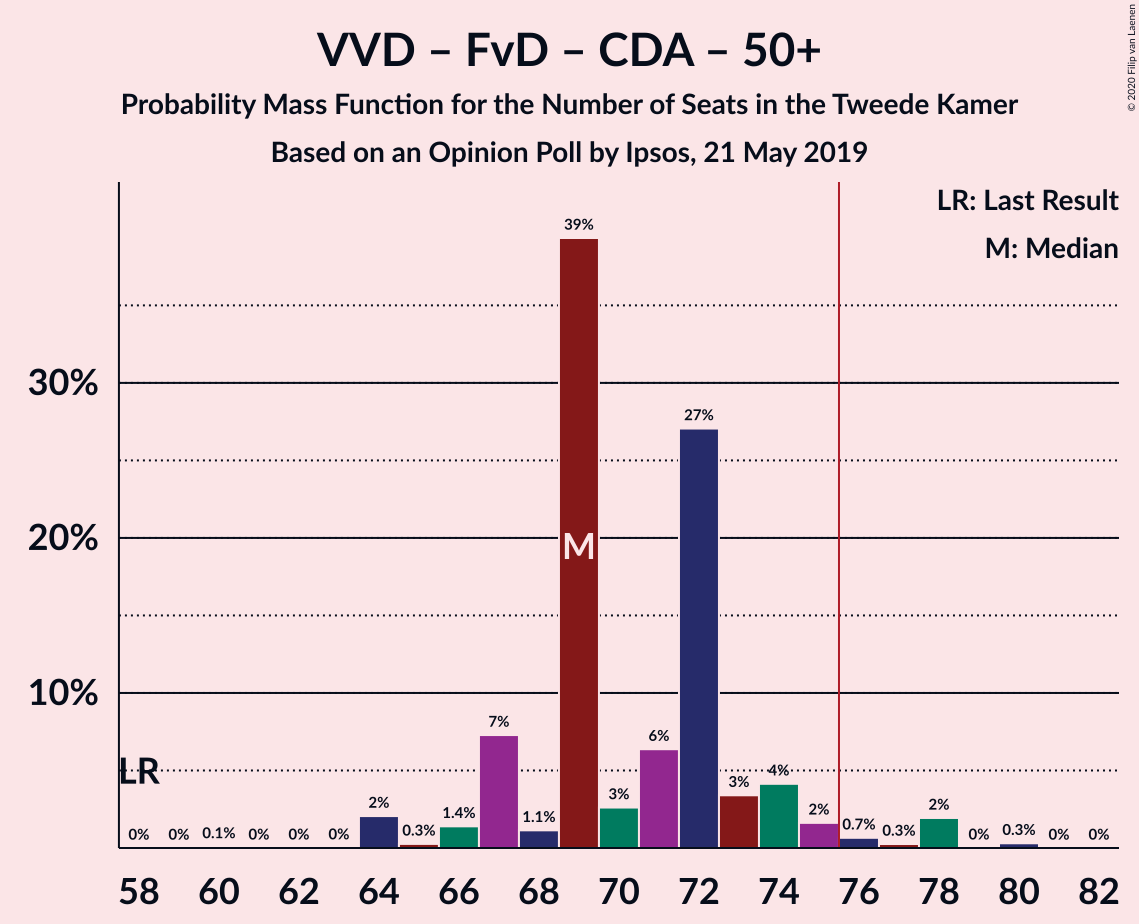 VVD – FvD – CDA – 50+
Probability Mass Function for the Number of Seats in the Tweede Kamer
Based on an Opinion Poll by Ipsos, 21 May 2019
© 2020 Filip van Laenen
LR: Last Result
M: Median
39%
30%
27%
20%
M
10%
7%
6%
LR
4%
3%
3%
2%
2%
2%
1.4%
1.1%
0.7%
0.3%
0.3%
0.3%
0% 0% 0.1% 0% 0% 0% 0% 0% 0%
58 60 62 64 66 68 70 72 74 76 78 80 82